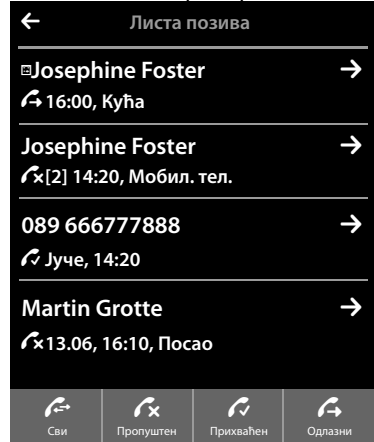 Листа позива
Josephine Foster
16:00, Кућа
Josephine Foster
[2] 14:20, Мобил. тел.
089 666777888
Јуче, 14:20
Martin Grotte
13.06, 16:10, Посао
Сви
Пропуштен
Прихваћен
Одлазни